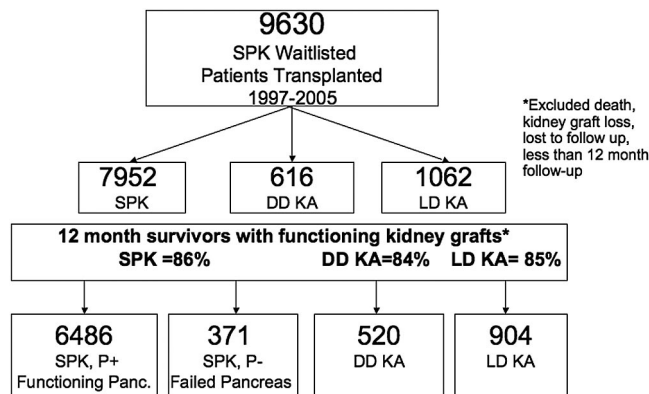 9630
SPK Waitlisted
Patients Transplanted
1997-2005
*Excluded death,
kidney graft loss,
lost to follow up,
less than 12 month
follow-up
7952
SPK
616
DD KA
1062
LD KA
12 month survivors with functioning kidney grafts*
SPK =86% DD KA=84% LD KA= 85%
6486
SPK, P+
Functioning Panc.
371
SPK, P-
Failed Pancreas
520
DD KA
904
LD KA